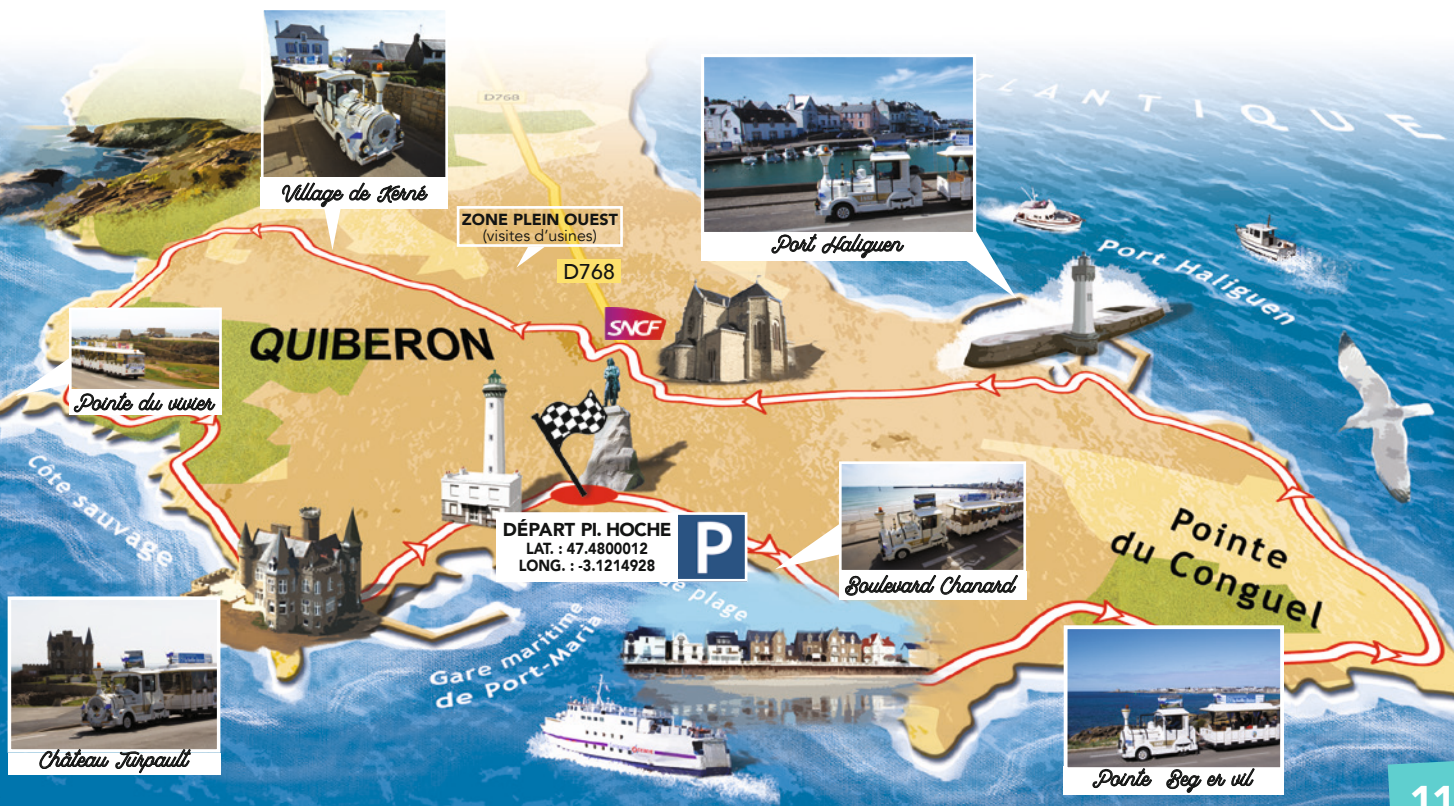 TLANTIQUE
D768
Village de Kerné
ZONE PLEIN OUEST
(visites d'usines)
Port Haliguen
Port Haliguen
D768
SNCF
QUIBERON
Pointe du vivier
Côte sauvage
DÉPART Pl. HOCHE
LAT. : 47.4800012
LONG. : -3.1214928
P
Boulevard Chanard
Pointe
du Conguel
de plage
Gare maritime
de Port-Maria
Château Turpault
Pointe Beg er vil
11